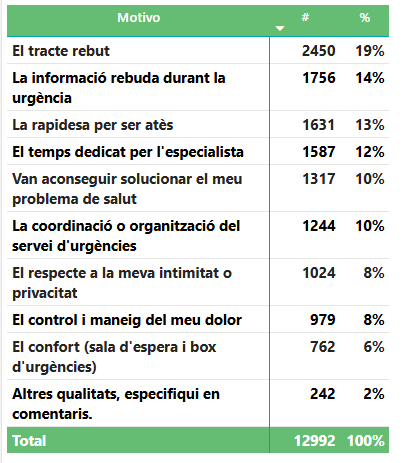 Motivo # %
El tracte rebut 2450 19%
La informació rebuda durant la 1756 14%
urgència
La rapidesa per ser atès 1631 13%
El temps dedicat per l'especialista 1587 12%
Van aconseguir solucionar el meu 1317 10%
problema de salut
La coordinació o organització del 1244 10%
servei d'urgències
El respecte a la meva intimitat o 1024 8%
privacitat
El control i maneig del meu dolor 979 8%
El confort (sala d'espera i box 762 6%
d'urgències)
Altres qualitats, especifiqui en 242 2%
comentaris.
Total 12992 100%